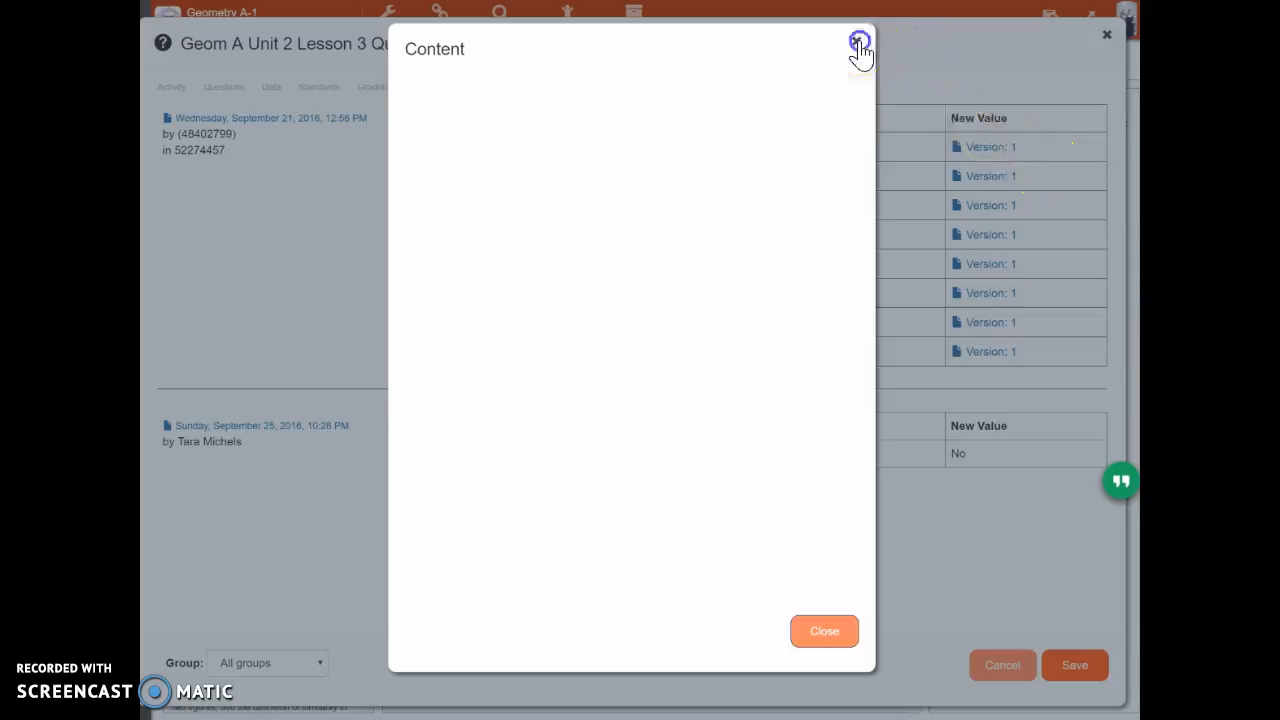 Geometry A-1
Geom A Unit 2 Lesson 3 Qu
Content
Activity Questions Data Standards
Wednesday, September 21, 2016, 12:56 PM
by (48402799)
in 52274457
New Value
Version: 1
Version: 1
Version: 1
Version: 1
Version: 1
Version: 1
Version: 1
Version: 1
Sunday, September 25, 2016, 10:28 PM
by Tara Michels
New Value
No
Close
Group: All groups
Cancel Save
RECORDED WITH
SCREENCAST MATIC